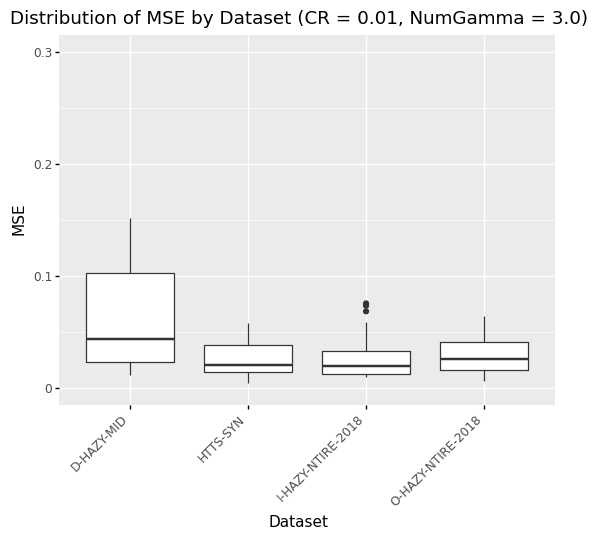 Distribution of MSE by Dataset (CR = 0.01, NumGamma = 3.0)
0.3
0.2
0.1
0
MSE
D-HAZY-MID
HTTS-SYN
I-HAZY-NTIRE-2018
O-HAZY-NTIRE-2018
Dataset